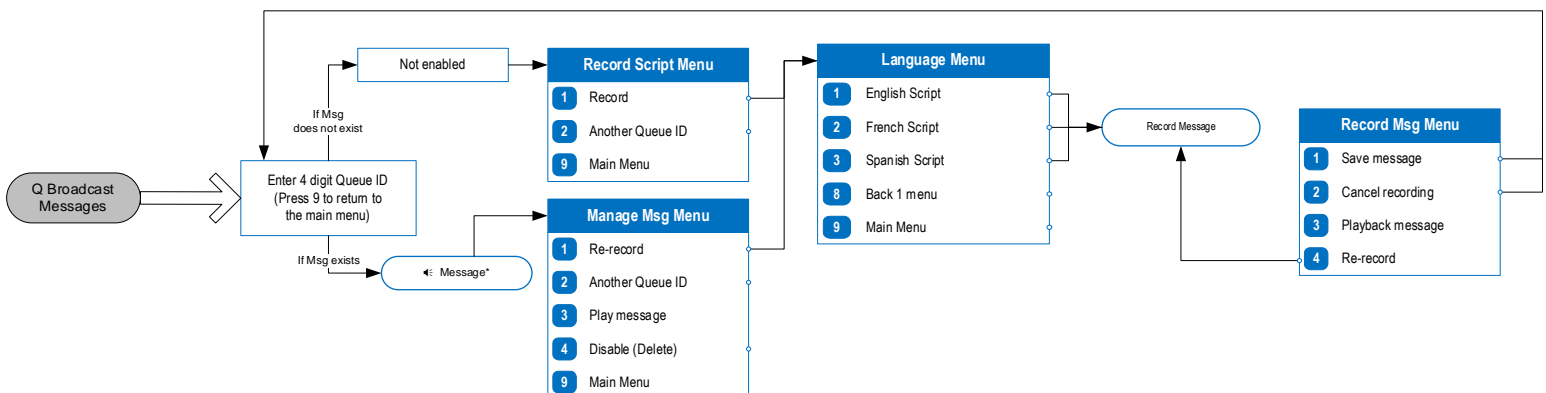 Q Broadcast
Messages
Enter 4 digit Queue ID
(Press 9 to return to
the main menu)
If Msg
does not exist
Not enabled
If Msg exists
Message*
Record Script Menu
1 Record
2 Another Queue ID
9 Main Menu
Manage Msg Menu
1 Re-record
2 Another Queue ID
3 Play message
4 Disable (Delete)
9 Main Menu
Language Menu
1 English Script
2 French Script
3 Spanish Script
8 Back 1 menu
9 Main Menu
Record Message
Record Msg Menu
1 Save message
2 Cancel recording
3 Playback message
4 Re-record